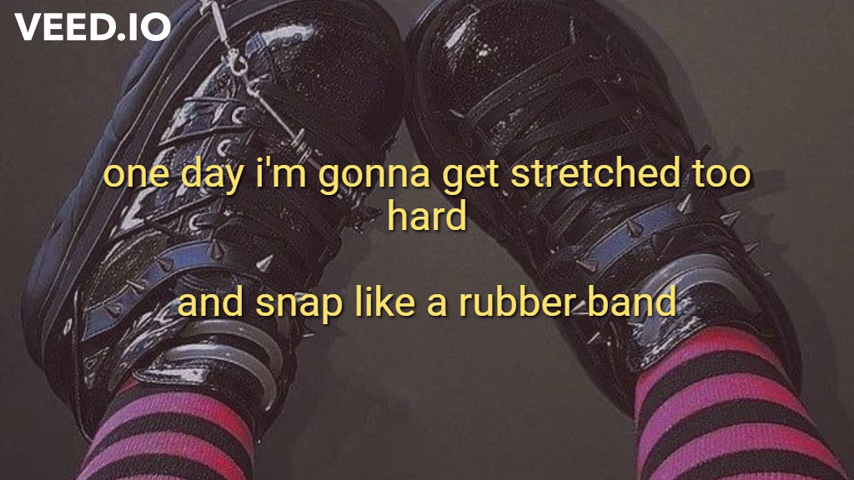 VEED.IO
one day i'm gonna get stretched too
hard
and snap like a rubber band